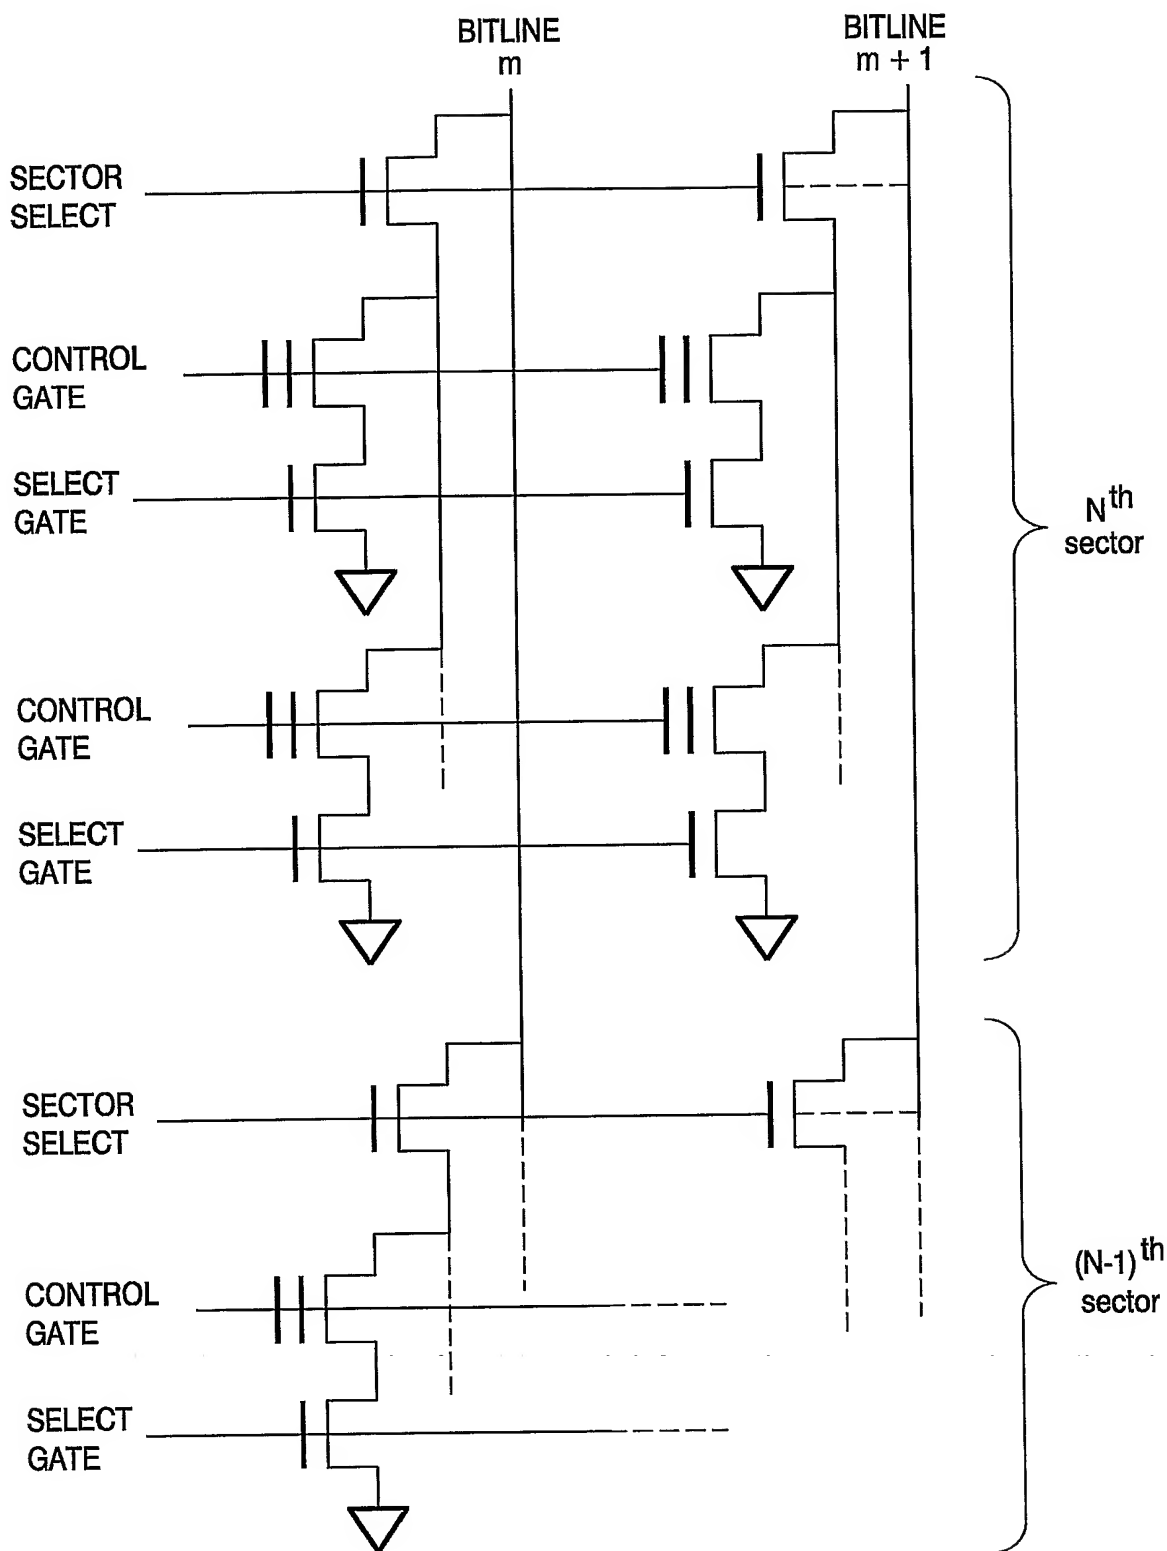 BITLINE
m
BITLINE
m + 1
SECTOR
SELECT
CONTROL
GATE
SELECT
GATE
Nth
sector
CONTROL
GATE
SELECT
GATE
SECTOR
SELECT
CONTROL
GATE
(N-1)th
sector
SELECT
GATE